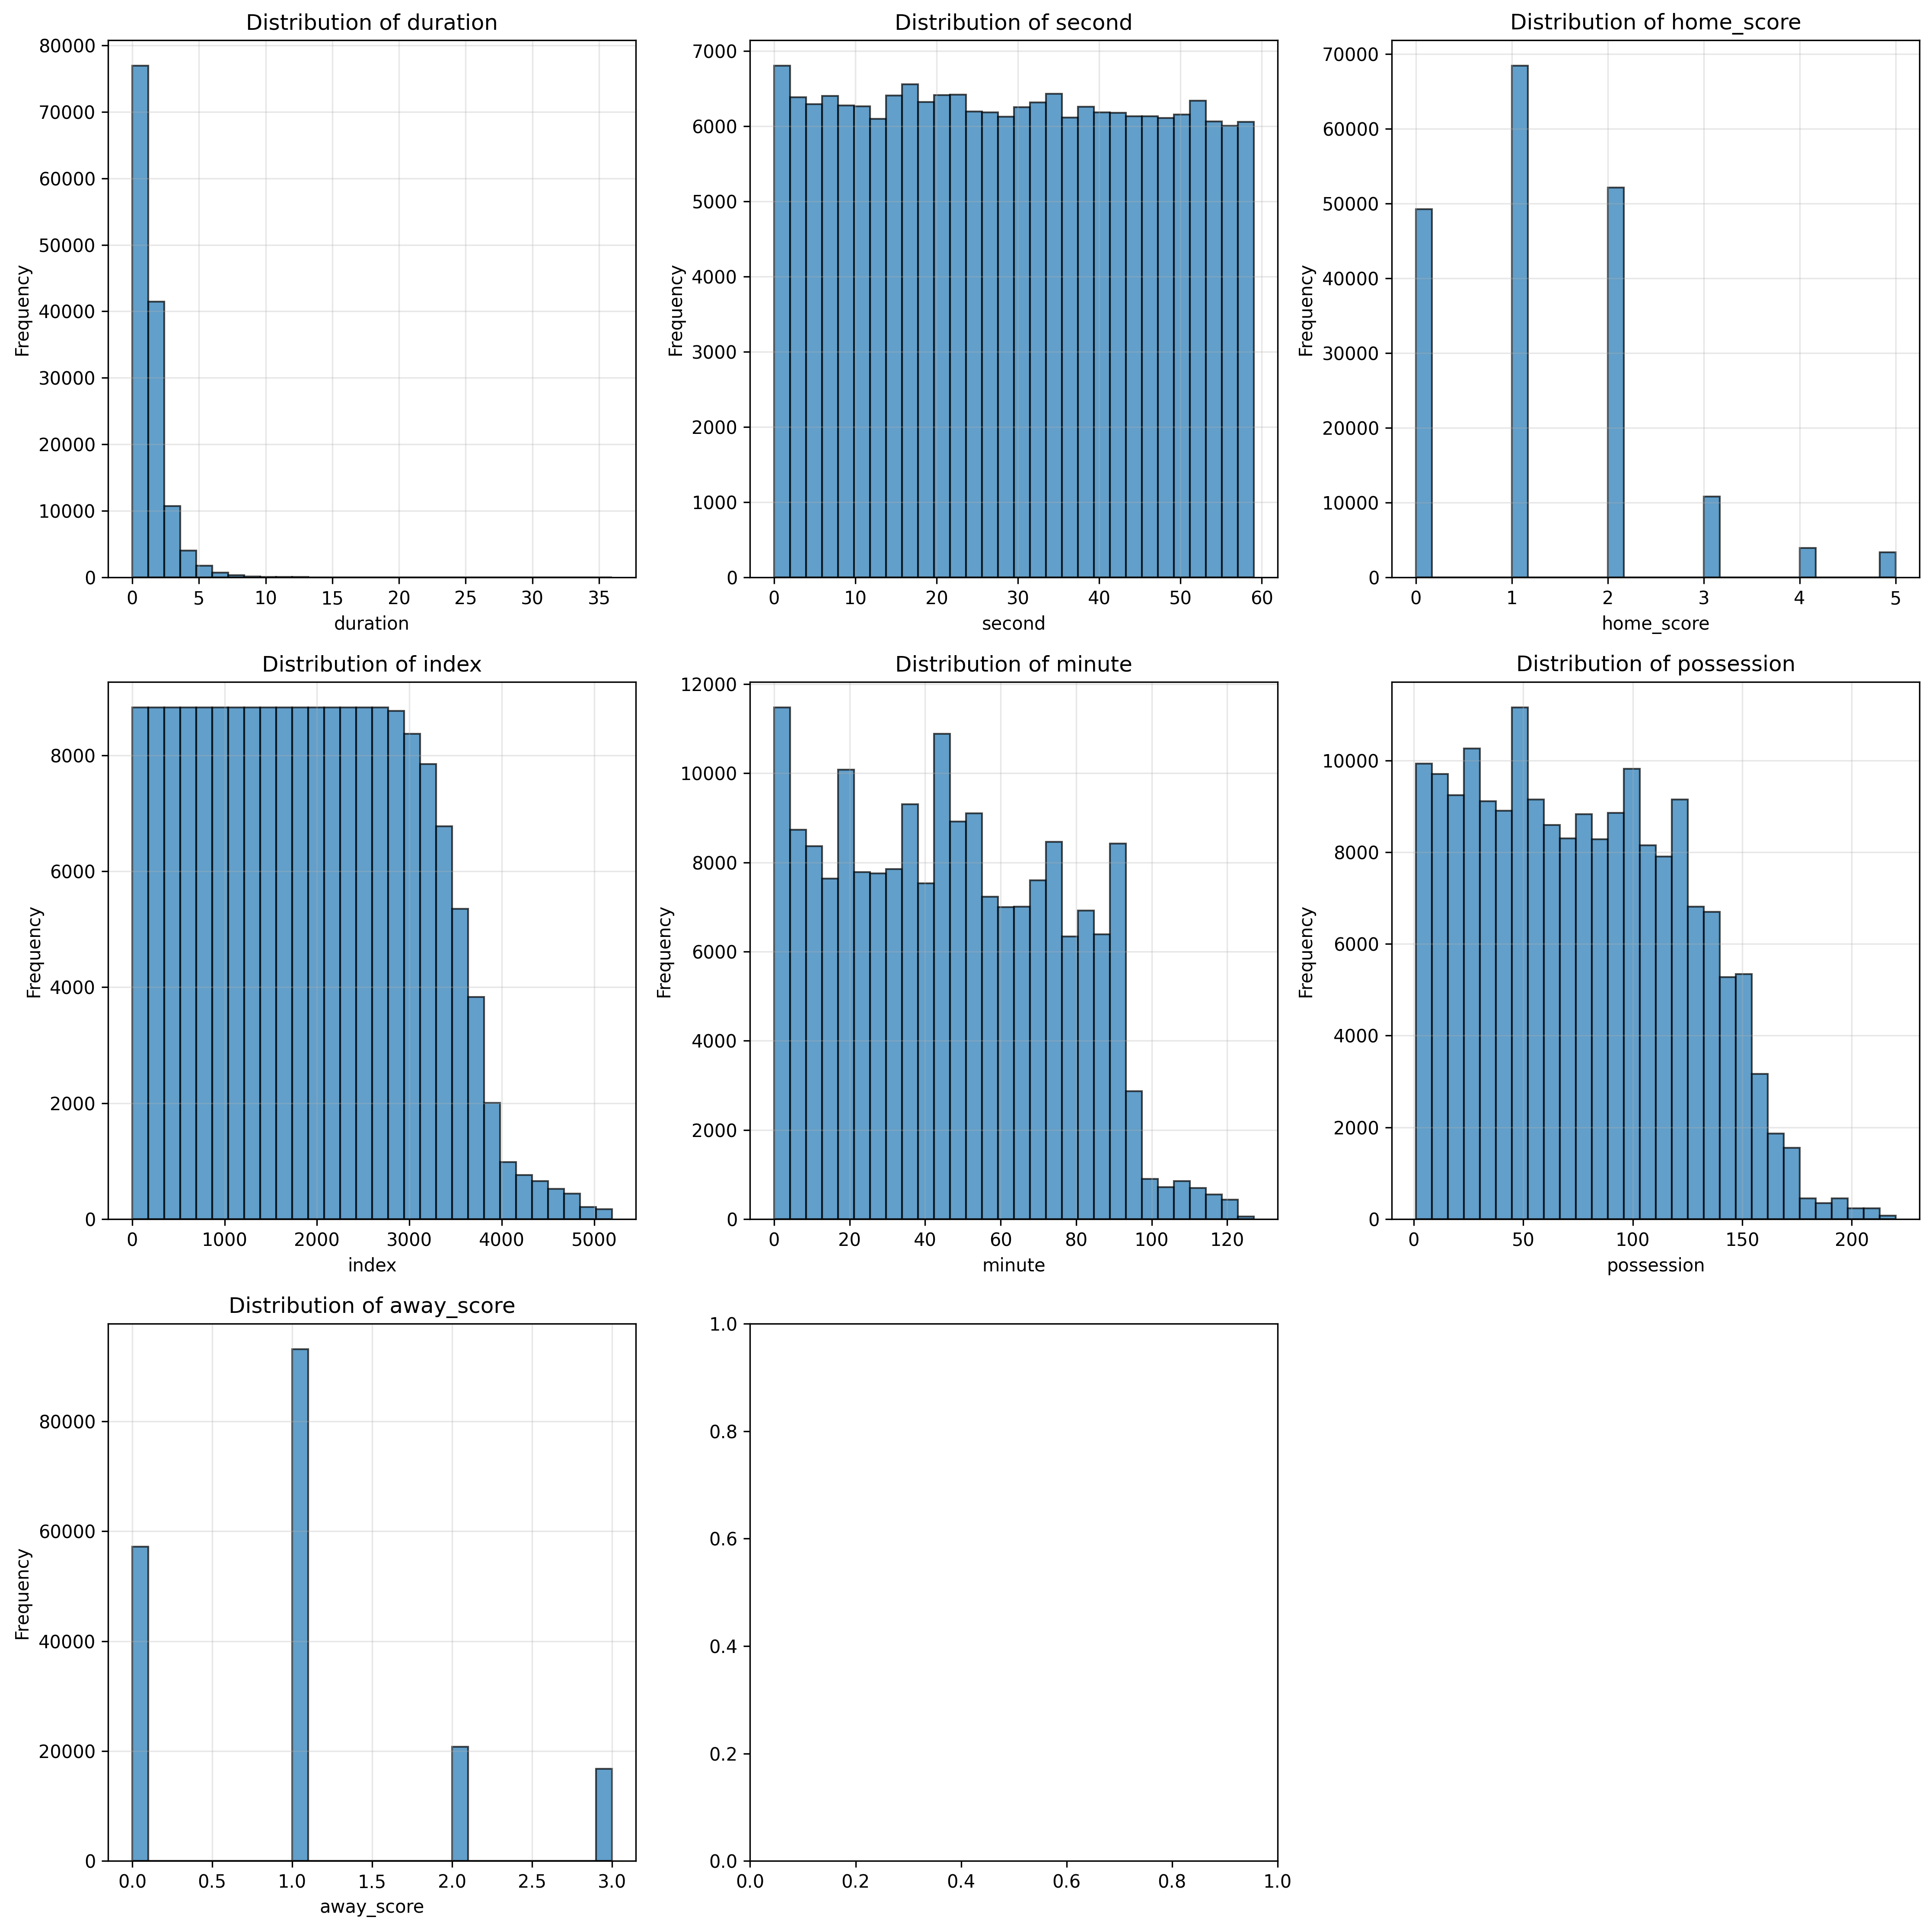 Distribution of duration
80000
70000
60000
50000
40000
30000
20000
10000
0
Frequency
0 5 10 15 20 25 30 35
duration
Distribution of second
7000
6000
5000
4000
3000
2000
1000
0
Frequency
0 10 20 30 40 50 60
second
Distribution of home_score
70000
60000
50000
40000
30000
20000
10000
0
Frequency
0 1 2 3 4 5
home_score
Distribution of index
8000
6000
4000
2000
0
Frequency
0 1000 2000 3000 4000 5000
index
Distribution of minute
12000
10000
8000
6000
4000
2000
0
Frequency
0 20 40 60 80 100 120
minute
Distribution of possession
10000
8000
6000
4000
2000
0
Frequency
0 50 100 150 200
possession
Distribution of away_score
80000
60000
40000
20000
0
Frequency
0.0 0.5 1.0 1.5 2.0 2.5 3.0
away_score
1.0
0.8
0.6
0.4
0.2
0.0
0.0 0.2 0.4 0.6 0.8 1.0